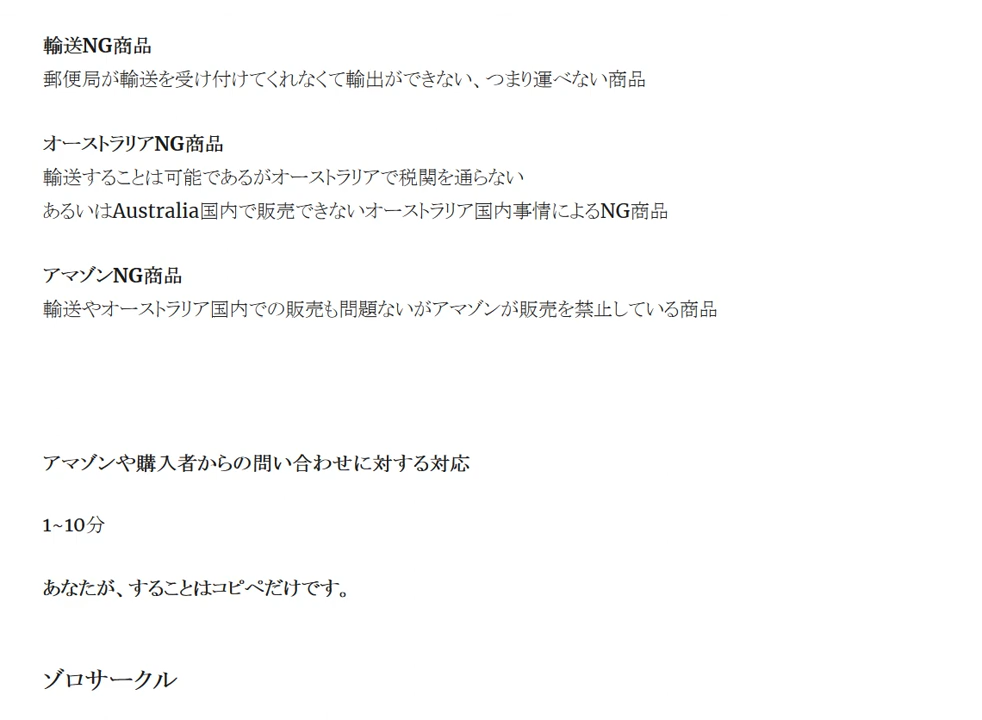 輸送NG商品
郵便局が輸送を受け付けてくれなくて輸出ができない、つまり運べない商品
オーストラリアNG商品
輸送することは可能であるがオーストラリアで税関を通らない
あるいはAustralia国内で販売できないオーストラリア国内事情によるNG商品
アマゾンNG商品
輸送やオーストラリア国内での販売も問題ないがアマゾンが販売を禁止している商品
アマゾンや購入者からの問い合わせに対する対応
1~10分
あなたが、することはコピペだけです。
ゾロサークル